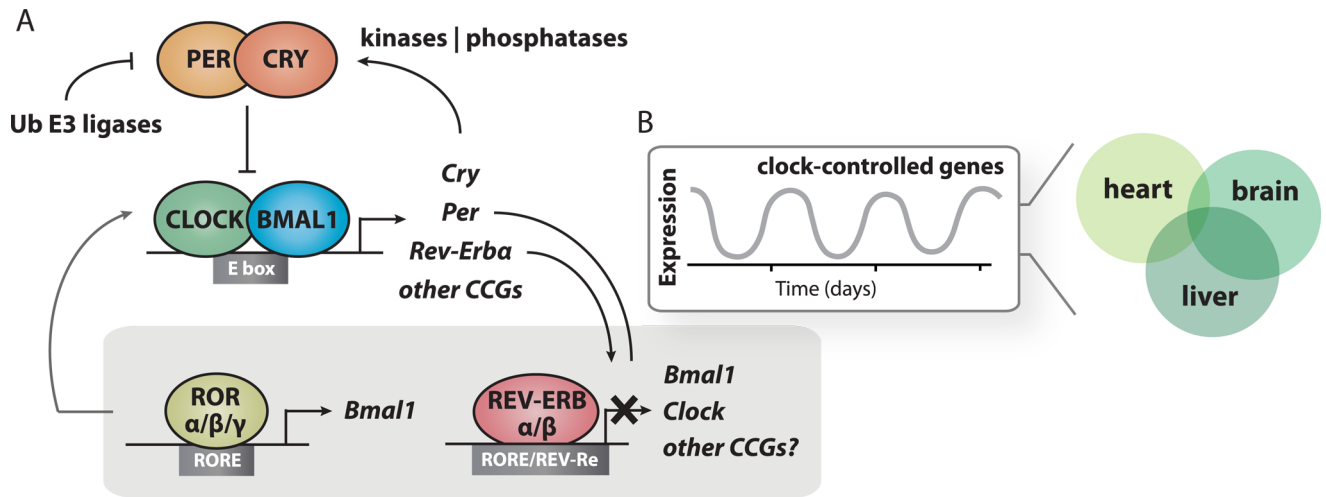 A
PER
CRY
kinases | phosphatases
Ub E3 ligases
CLOCK
BMAL1
E box
Cry
Per
Rev-Erba
other CCGs
ROR
α/β/γ
RORE
Bmal1
REV-ERB
α/β
RORE/REV-Re
Bmal1
Clock
other CCGs?
B
clock-controlled genes
Expression
Time (days)
heart
brain
liver